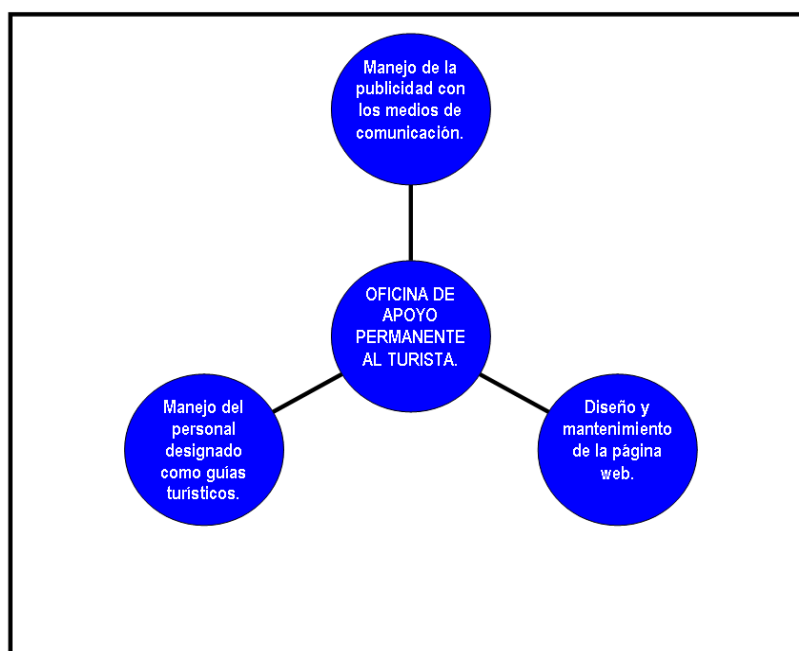 Manejo de la
publicidad con
los medios de
comunicación.
OFICINA DE
APOYO
PERMANENTE
AL TURISTA.
Manejo del
personal
designado
como guías
turísticos.
Diseño y
mantenimiento
de la página
web.